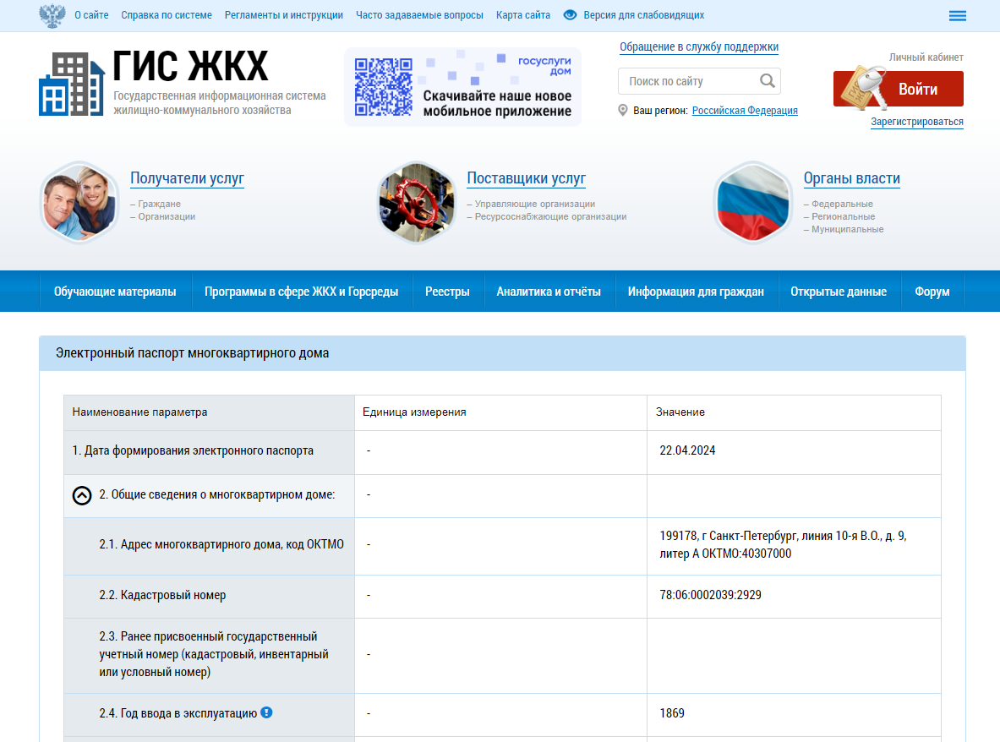 О сайте Справка по системе Регламенты и инструкции Часто задаваемые вопросы Карта сайта Версия для слабовидящих
ГИС ЖКХ
Государственная информационная система
жилищно-коммунального хозяйства
госуслуги
дом
Скачивайте наше новое
мобильное приложение
Обращение в службу поддержки
Поиск по сайту
Ваш регион: Российская Федерация
Личный кабинет
Войти
Зарегистрироваться
Получатели услуг
– Граждане
– Организации
Поставщики услуг
– Управляющие организации
– Ресурсоснабжающие организации
Органы власти
– Федеральные
– Региональные
– Муниципальные
Обучающие материалы Программы в сфере ЖКХ и Горсреды Реестры Аналитика и отчёты Информация для граждан Открытые данные Форум
Электронный паспорт многоквартирного дома
Наименование параметра Единица измерения Значение
1. Дата формирования электронного паспорта - 22.04.2024
2. Общие сведения о многоквартирном доме: -
2.1. Адрес многоквартирного дома, код ОКТМО - 199178, г Санкт-Петербург, линия 10-я В.О., д. 9,
литер А ОКТМО:40307000
2.2. Кадастровый номер - 78:06:0002039:2929
2.3. Ранее присвоенный государственный
учетный номер (кадастровый, инвентарный -
или условный номер)
2.4. Год ввода в эксплуатацию - 1869